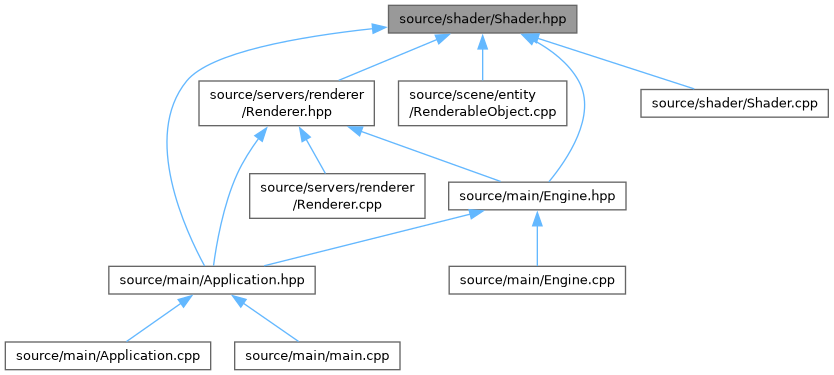 source/shader/Shader.hpp
source/servers/renderer
/Renderer.hpp
source/scene/entity
/RenderableObject.cpp
source/shader/Shader.cpp
source/servers/renderer
/Renderer.cpp
source/main/Engine.hpp
source/main/Application.hpp
source/main/Engine.cpp
source/main/Application.cpp
source/main/main.cpp